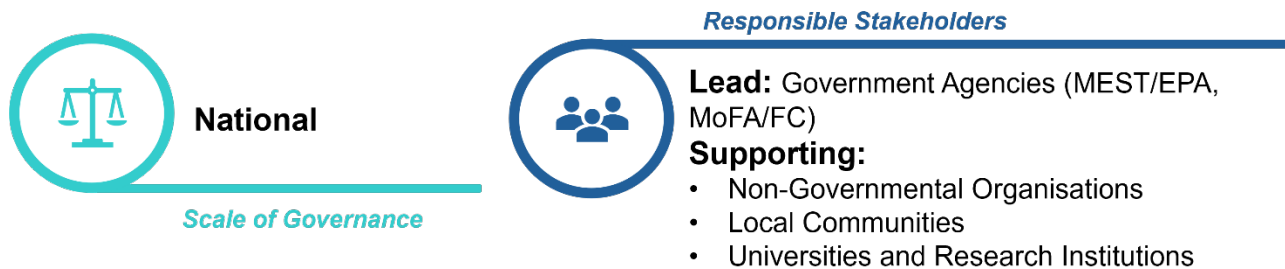 National
Scale of Governance
Responsible Stakeholders
Lead: Government Agencies (MEST/EPA,
MoFA/FC)
Supporting:
• Non-Governmental Organisations
• Local Communities
• Universities and Research Institutions